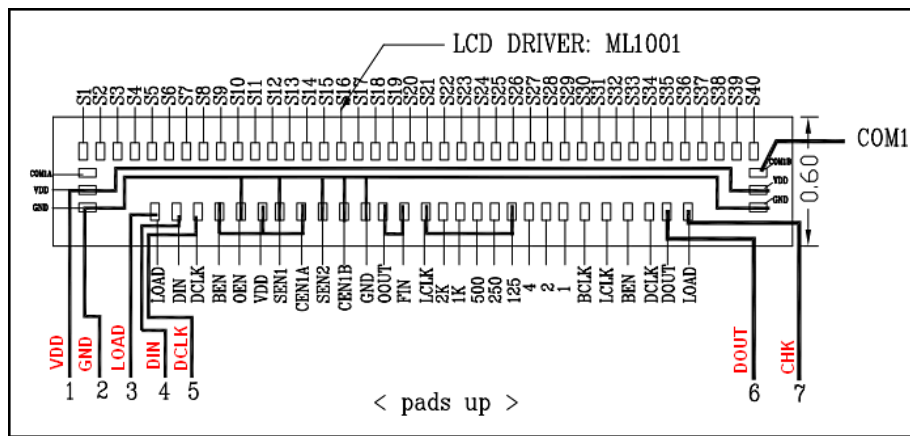 LCD DRIVER: ML1001
S1 S2 S3 S4 S5 S6 S7 S8 S9 S10 S11 S12 S13 S14 S15 S16 S17 S18 S19 S20 S21 S22 S23 S24 S25 S26 S27 S28 S29 S30 S31 S32 S33 S34 S35 S36 S37 S38 S39 S40
COM1
COM1A
COM1B
VDD
VDD
GND
GND
0.60
LOAD DIN DCLK BEN OEN VDD SEN1 CEN1A SEN2 CEN1B GND OOUT FIN LCLK 2K 1K 500 250 125 4 2 1 BCLK LCLK BEN DCLK DOUT LOAD
VDD GND LOAD DIN DCLK DOUT CHK
1 2 3 4 5 6 7
< pads up >